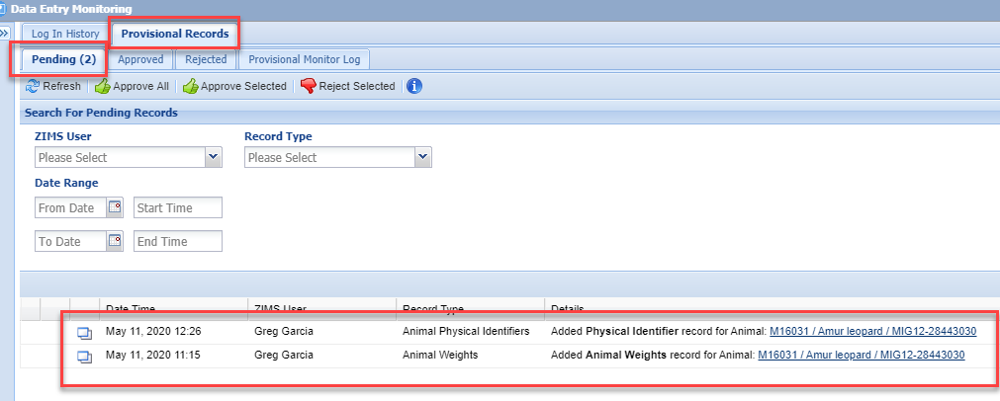 Data Entry Monitoring
Log In History Provisional Records
Pending (2) Approved Rejected Provisional Monitor Log
Refresh Approve All Approve Selected Reject Selected
Search For Pending Records
ZIMS User Record Type
Please Select Please Select
Date Range
From Date Start Time
To Date End Time
Date Time ZIMS User Record Type Details
May 11, 2020 12:26 Greg Garcia Animal Physical Identifiers Added Physical Identifier record for Animal: M16031 / Amur leopard / MIG12-28443030
May 11, 2020 11:15 Greg Garcia Animal Weights Added Animal Weights record for Animal: M16031 / Amur leopard / MIG12-28443030